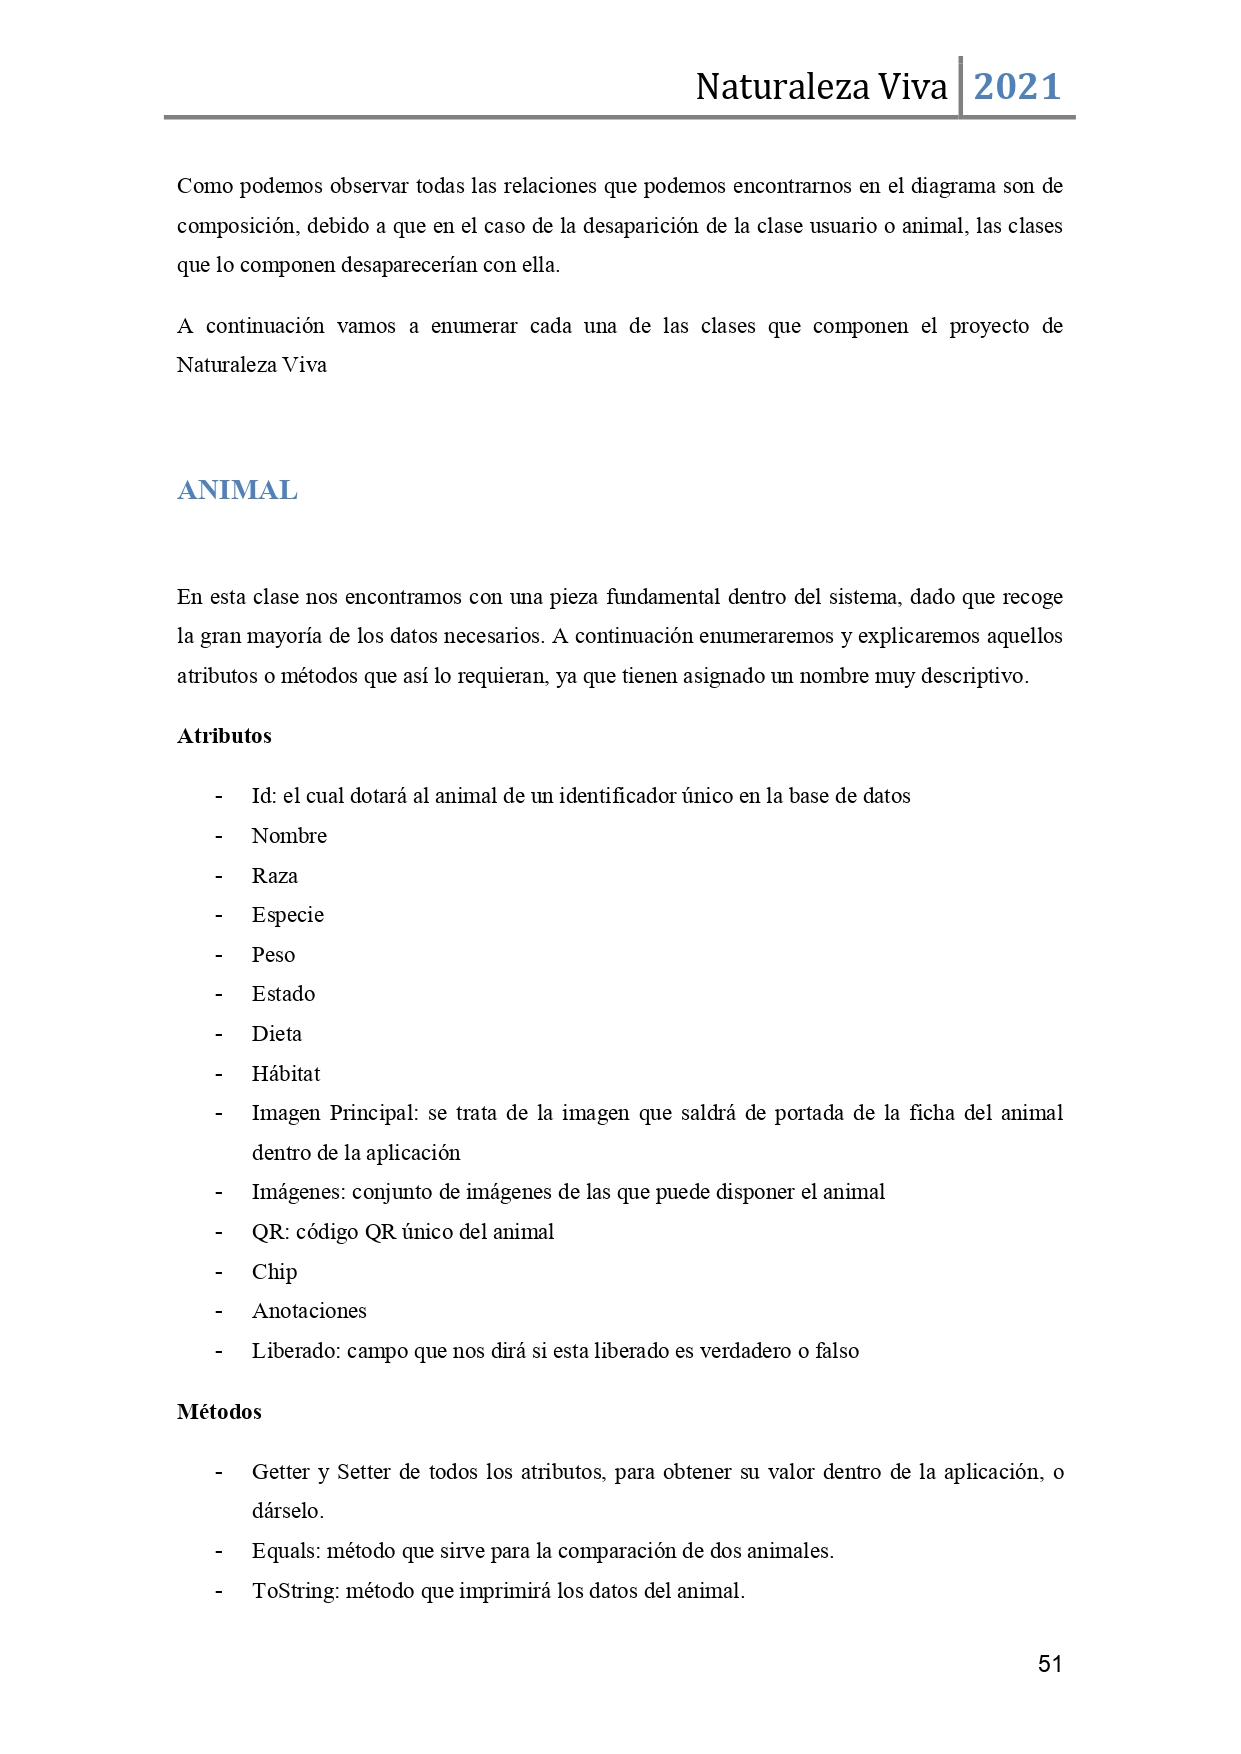 Naturaleza Viva 2021
Como podemos observar todas las relaciones que podemos encontrarnos en el diagrama son de
composición, debido a que en el caso de la desaparición de la clase usuario o animal, las clases
que lo componen desaparecerían con ella.
A continuación vamos a enumerar cada una de las clases que componen el proyecto de
Naturaleza Viva
ANIMAL
En esta clase nos encontramos con una pieza fundamental dentro del sistema, dado que recoge
la gran mayoría de los datos necesarios. A continuación enumeraremos y explicaremos aquellos
atributos o métodos que así lo requieran, ya que tienen asignado un nombre muy descriptivo.
Atributos
- Id: el cual dotará al animal de un identificador único en la base de datos
- Nombre
- Raza
- Especie
- Peso
- Estado
- Dieta
- Hábitat
- Imagen Principal: se trata de la imagen que saldrá de portada de la ficha del animal
dentro de la aplicación
- Imágenes: conjunto de imágenes de las que puede disponer el animal
- QR: código QR único del animal
- Chip
- Anotaciones
- Liberado: campo que nos dirá si esta liberado es verdadero o falso
Métodos
- Getter y Setter de todos los atributos, para obtener su valor dentro de la aplicación, o
dárselo.
- Equals: método que sirve para la comparación de dos animales.
- ToString: método que imprimirá los datos del animal.
51